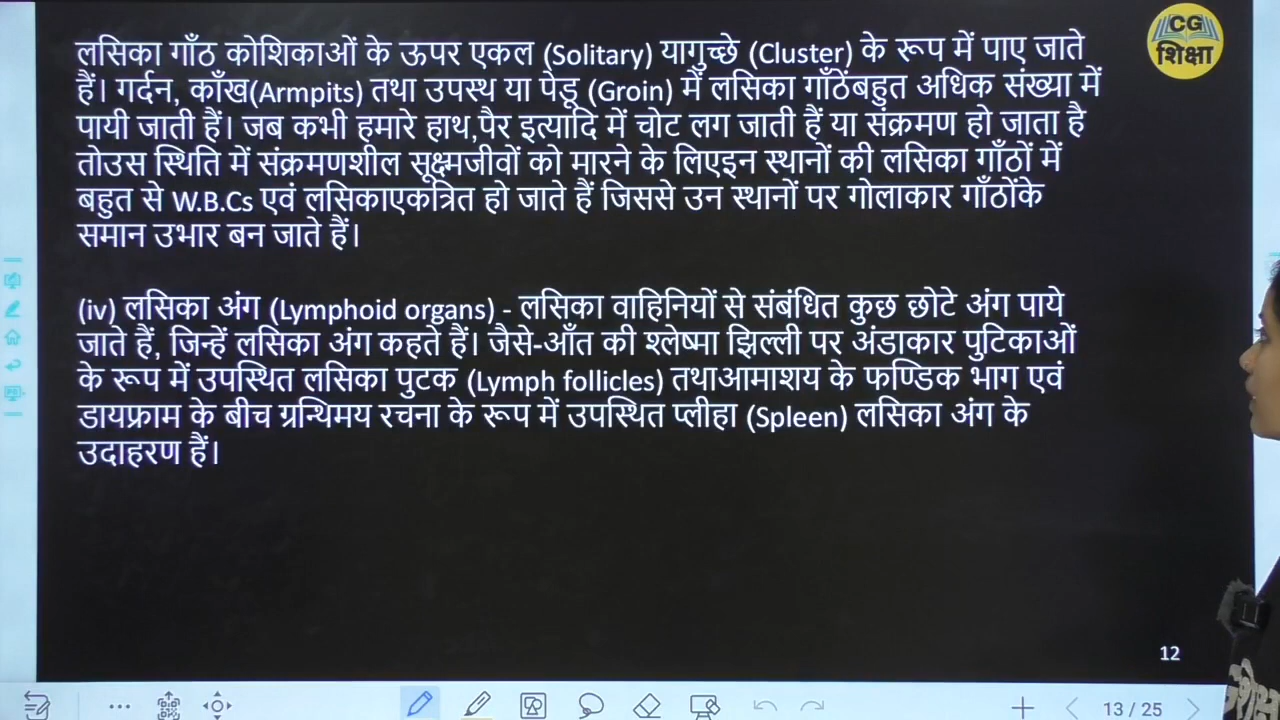 CG
शिक्षा
लसिका गाँठ कोशिकाओं के ऊपर एकल (Solitary) यागुच्छे (Cluster) के रूप में पाए जाते
हैं। गर्दन, काँख(Armpits) तथा उपस्थ या पेडू (Groin) में लसिका गाँठेंबहुत अधिक संख्या में
पायी जाती हैं। जब कभी हमारे हाथ,पैर इत्यादि में चोट लग जाती हैं या संक्रमण हो जाता है
तोउस स्थिति में संक्रमणशील सूक्ष्मजीवों को मारने के लिएइन स्थानों की लसिका गाँठों में
बहुत से W.B.Cs एवं लसिकाएकत्रित हो जाते हैं जिससे उन स्थानों पर गोलाकार गाँठोंके
समान उभार बन जाते हैं।
(iv) लसिका अंग (Lymphoid organs) - लसिका वाहिनियों से संबंधित कुछ छोटे अंग पाये
जाते हैं, जिन्हें लसिका अंग कहते हैं। जैसे-आँत की श्लेष्मा झिल्ली पर अंडाकार पुटिकाओं
के रूप में उपस्थित लसिका पुटक (Lymph follicles) तथाआमाशय के फण्डिक भाग एवं
डायफ्राम के बीच ग्रन्थिमय रचना के रूप में उपस्थित प्लीहा (Spleen) लसिका अंग के
उदाहरण हैं।
12
13 / 25